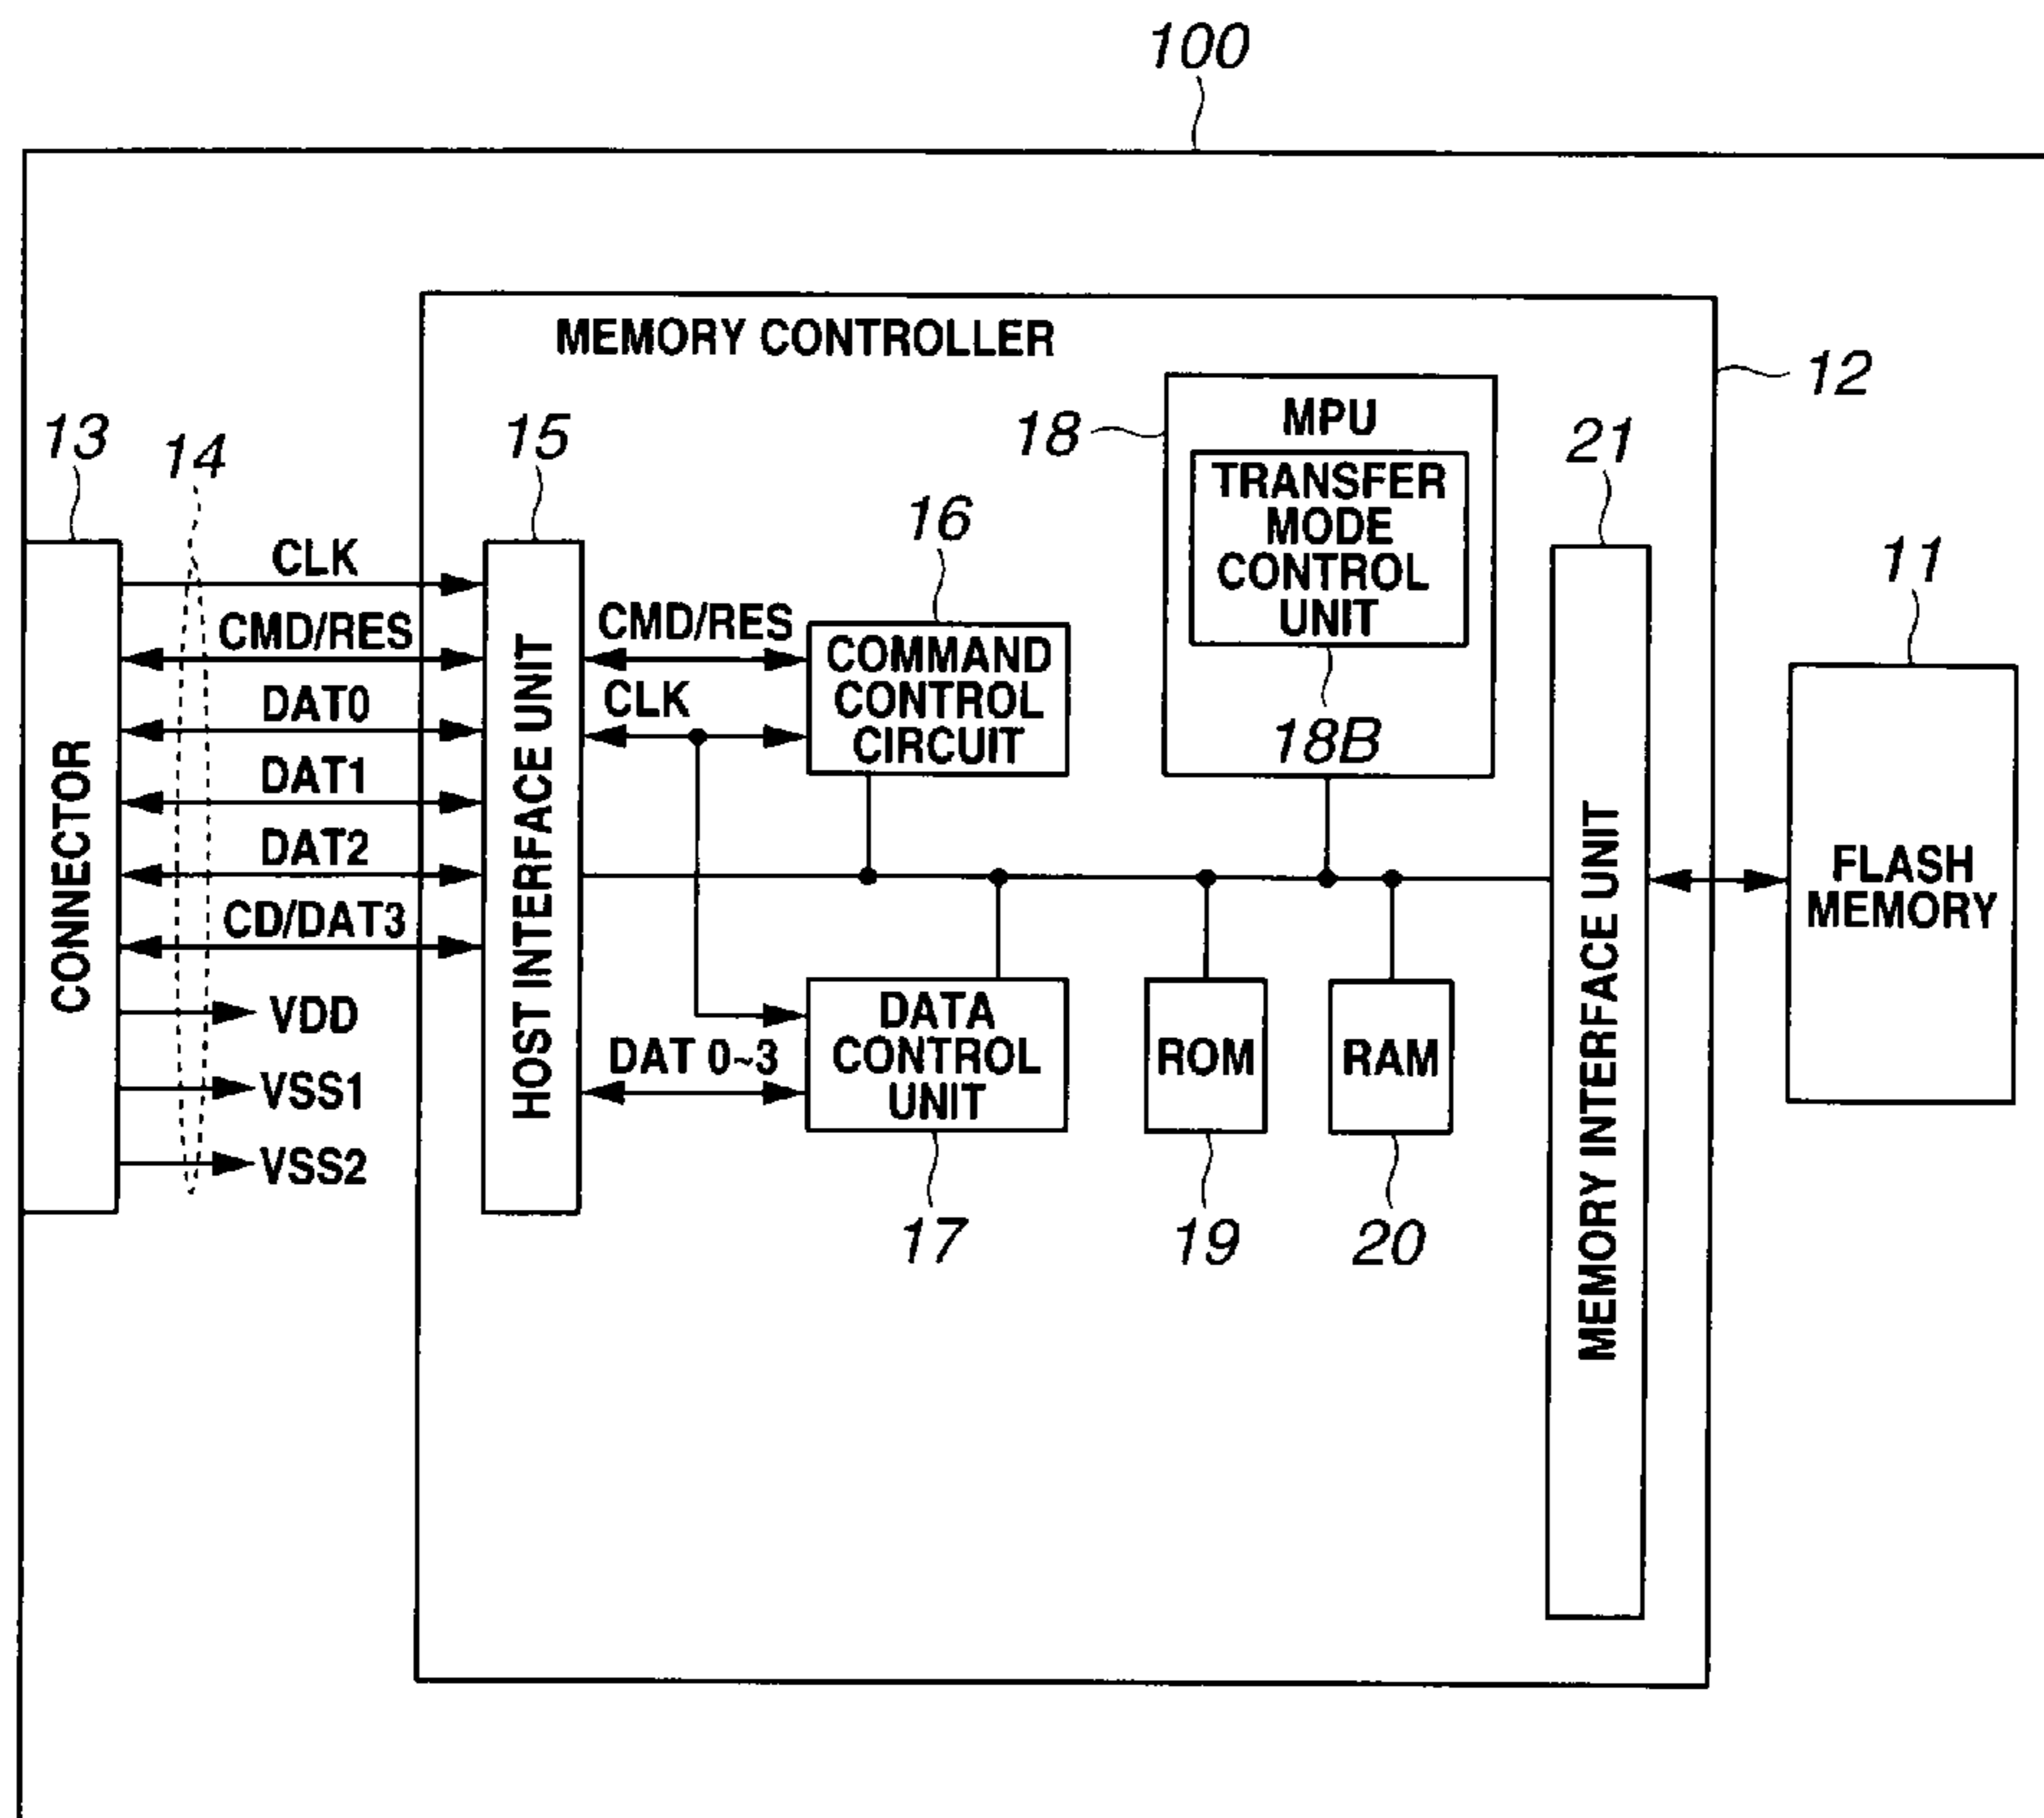 100
MEMORY CONTROLLER
12
13
14
15
16
18
MPU
TRANSFER
MODE
CONTROL
UNIT
18B
21
11
CONNECTOR
CLK
CMD/RES
DAT0
DAT1
DAT2
CD/DAT3
VDD
VSS1
VSS2
HOST INTERFACE UNIT
CMD/RES
CLK
COMMAND
CONTROL
CIRCUIT
DAT 0~3
DATA
CONTROL
UNIT
17
ROM
19
RAM
20
MEMORY INTERFACE UNIT
FLASH
MEMORY